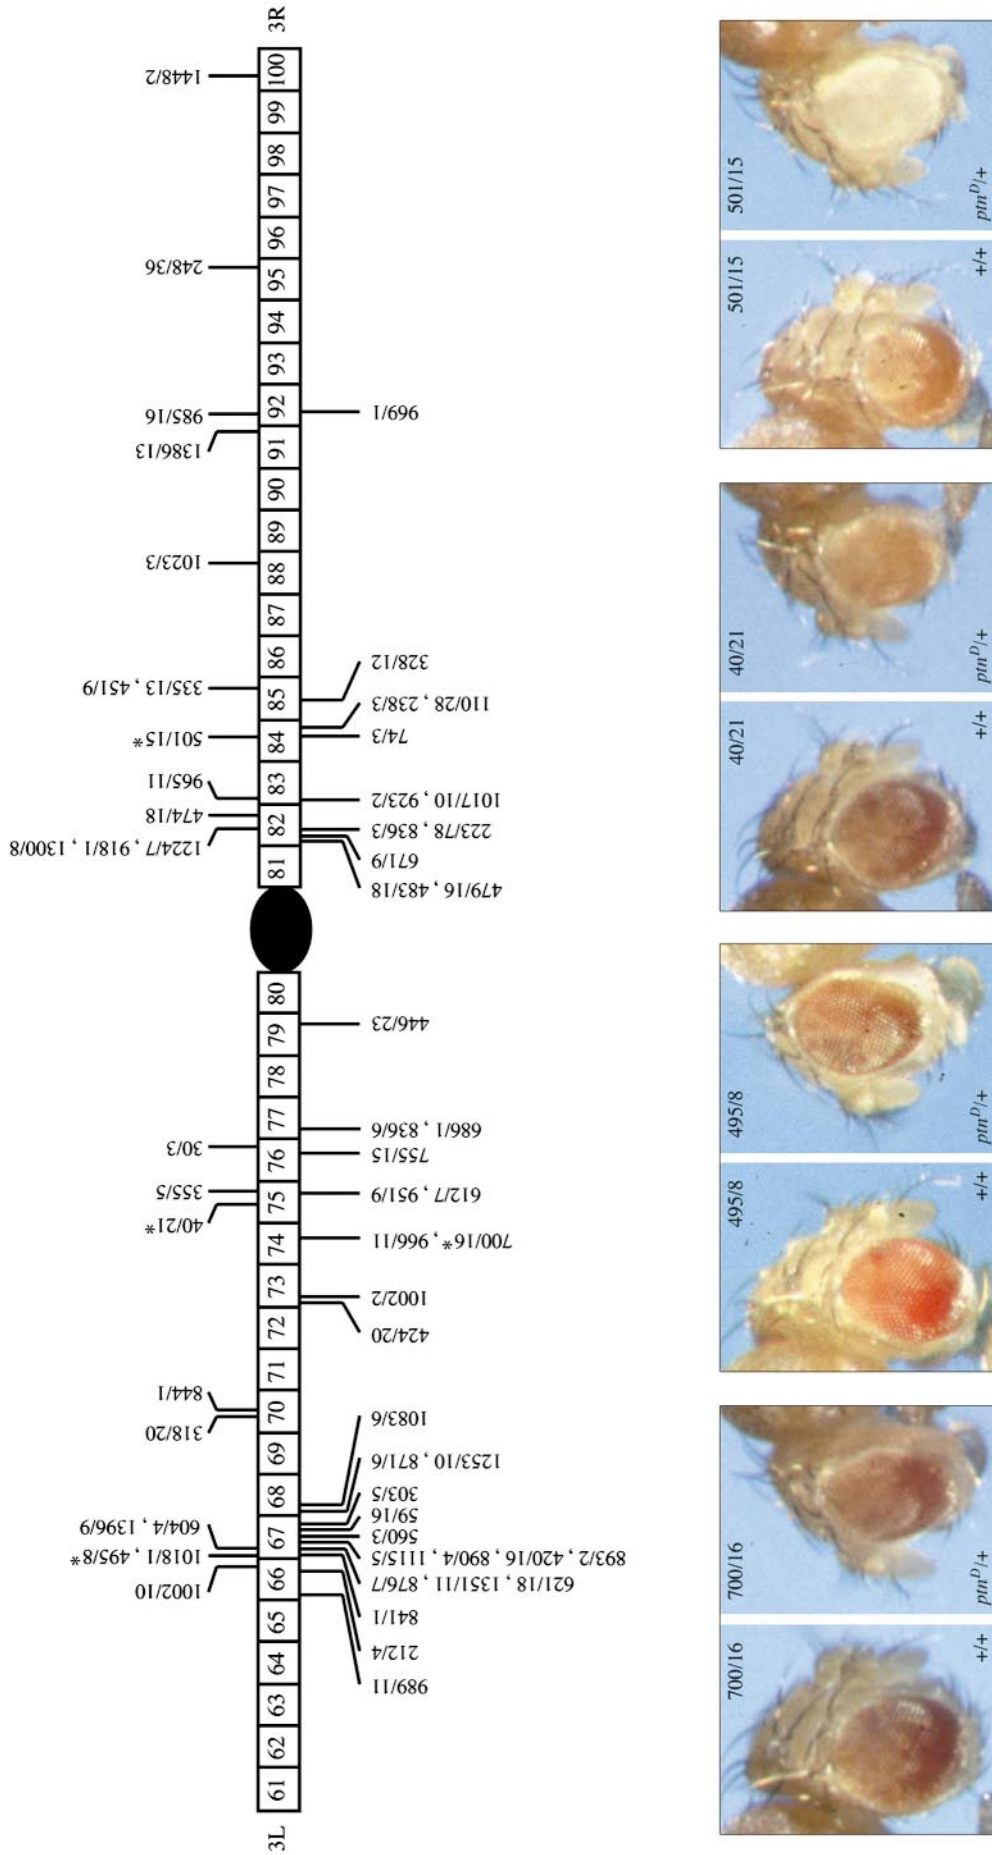 3L
61 62 63 64 65 66 67 68 69 70 71 72 73 74 75 76 77 78 79 80
81 82 83 84 85 86 87 88 89 90 91 92 93 94 95 96 97 98 99 100
3R
1002/10
1018/1 , 495/8*
604/4 , 1396/9
318/20
844/1
40/21*
355/5
30/3
1224/7 , 918/1 , 1300/8
474/18
965/11
501/15*
335/13 , 451/9
1023/3
1386/13
985/16
248/36
1448/2
989/11
212/4
841/1
621/18 , 1351/11 , 876/7
893/2 , 420/16 , 890/4 , 1115/5
560/3
59/16
303/5
1253/10 , 871/6
1083/6
424/20
1002/2
700/16* , 966/11
612/7 , 951/9
755/15
686/1 , 836/6
446/23
479/16 , 483/18
671/9
223/78 , 836/3
1017/10 , 923/2
74/3
110/28 , 238/3
328/12
969/1
700/16
+/+
700/16
ptnD/+
495/8
+/+
495/8
ptnD/+
40/21
+/+
40/21
ptnD/+
501/15
+/+
501/15
ptnD/+